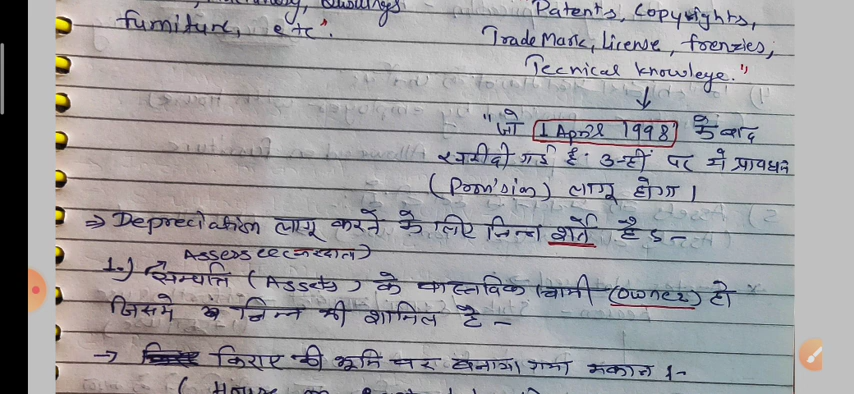 furniture, etc".
Patents, Copyrights,
Trade Mark, License, frenzies,
Tecnical knowleye."
"जो 1 April 1998 के बाद
खरीदी गई है। उन्हीं पर ये प्रावधान
(Provision) लागू होगा।
⇒ Depreciation लागू करने के लिए निम्न शर्ते है :-
Assessee (करदाता)
1.) सम्पत्ति (Assets) के वास्तविक स्वामी (owner) हो
जिसमे निम्न भी शामिल है -
→ किराए की भूमि पर बनाया गया मकान :-